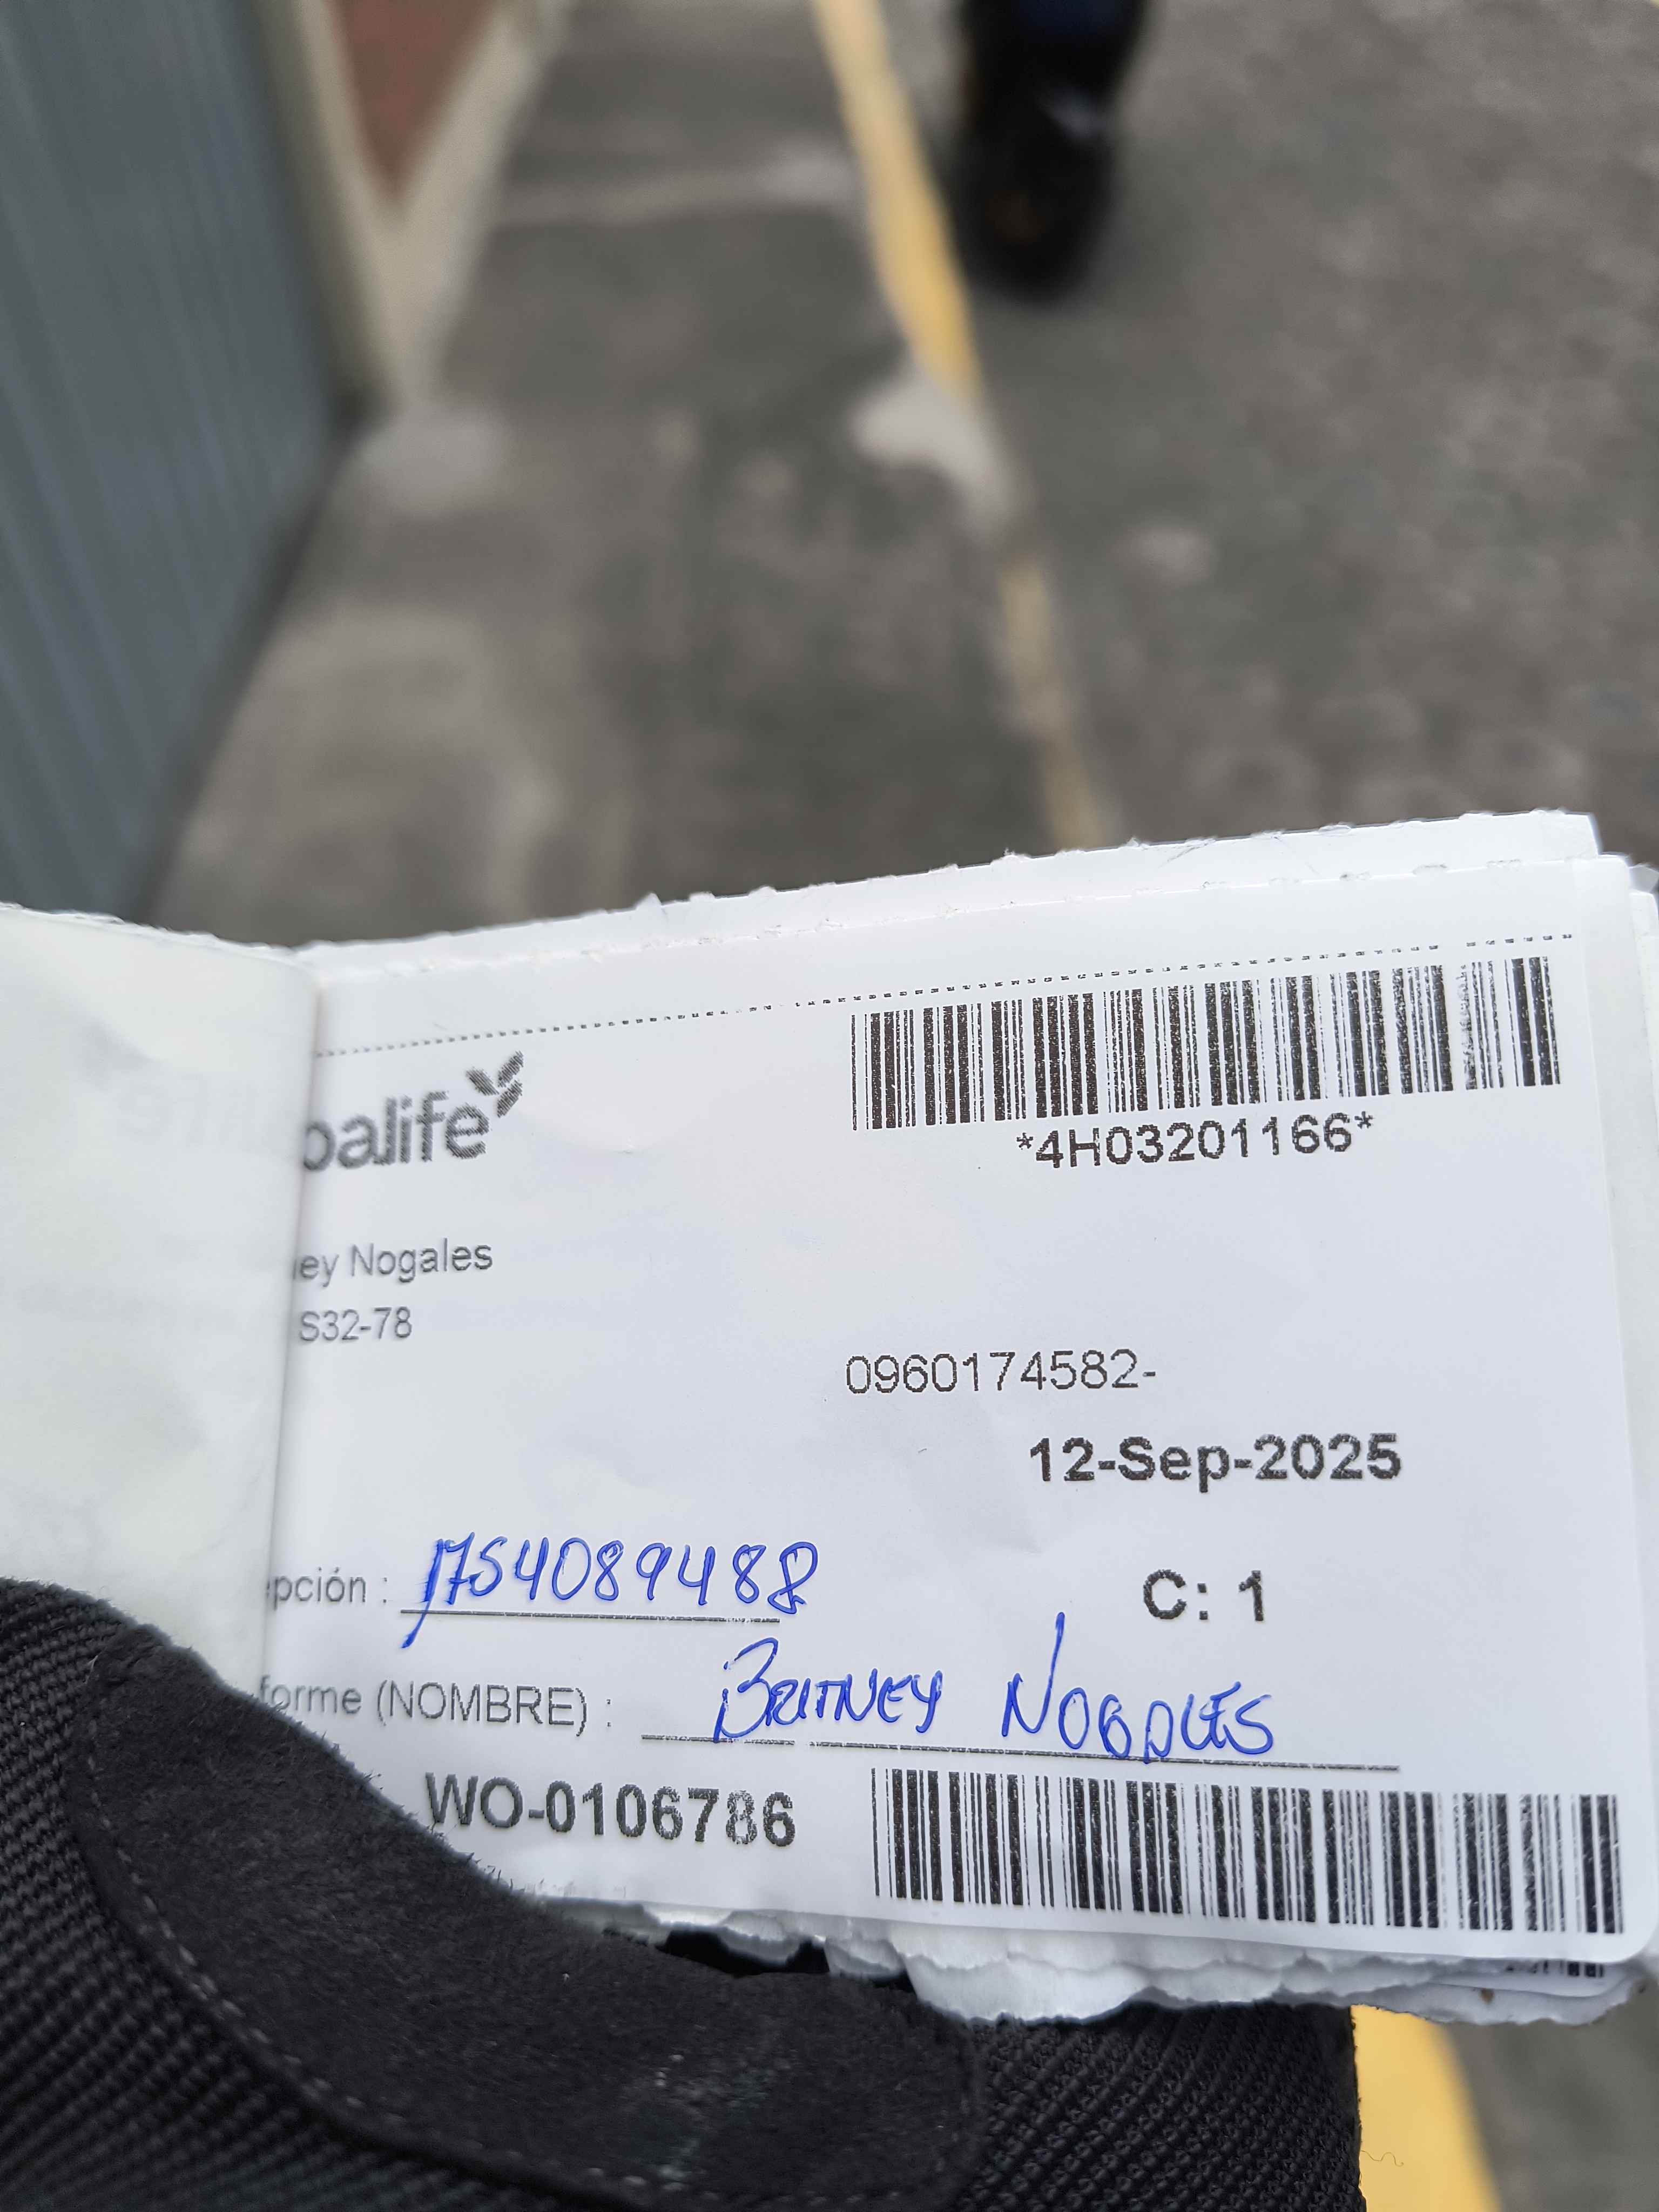 *4H03201166*
balife
ey Nogales
S32-78
0960174582-
12-Sep-2025
pción : 1754089488
C: 1
forme (NOMBRE) : BRITNEY NOGALES
WO-0106786